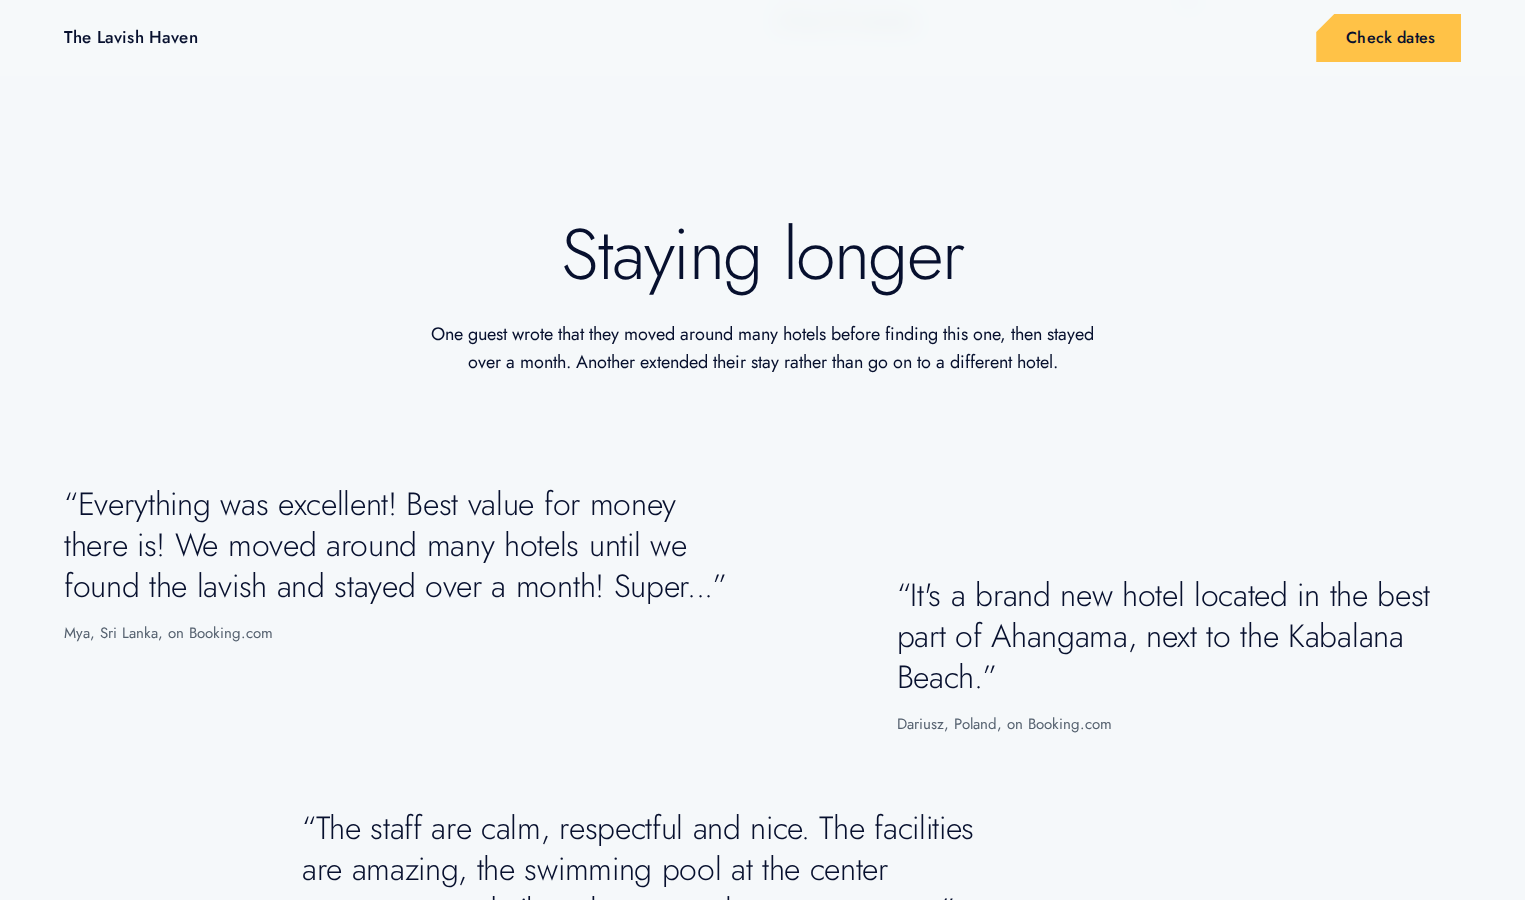 The Lavish Haven
Check dates
Staying longer
One guest wrote that they moved around many hotels before finding this one, then stayed
over a month. Another extended their stay rather than go on to a different hotel.
“Everything was excellent! Best value for money
there is! We moved around many hotels until we
found the lavish and stayed over a month! Super...”
Mya, Sri Lanka, on Booking.com
“It's a brand new hotel located in the best
part of Ahangama, next to the Kabalana
Beach.”
Dariusz, Poland, on Booking.com
“The staff are calm, respectful and nice. The facilities
are amazing, the swimming pool at the center